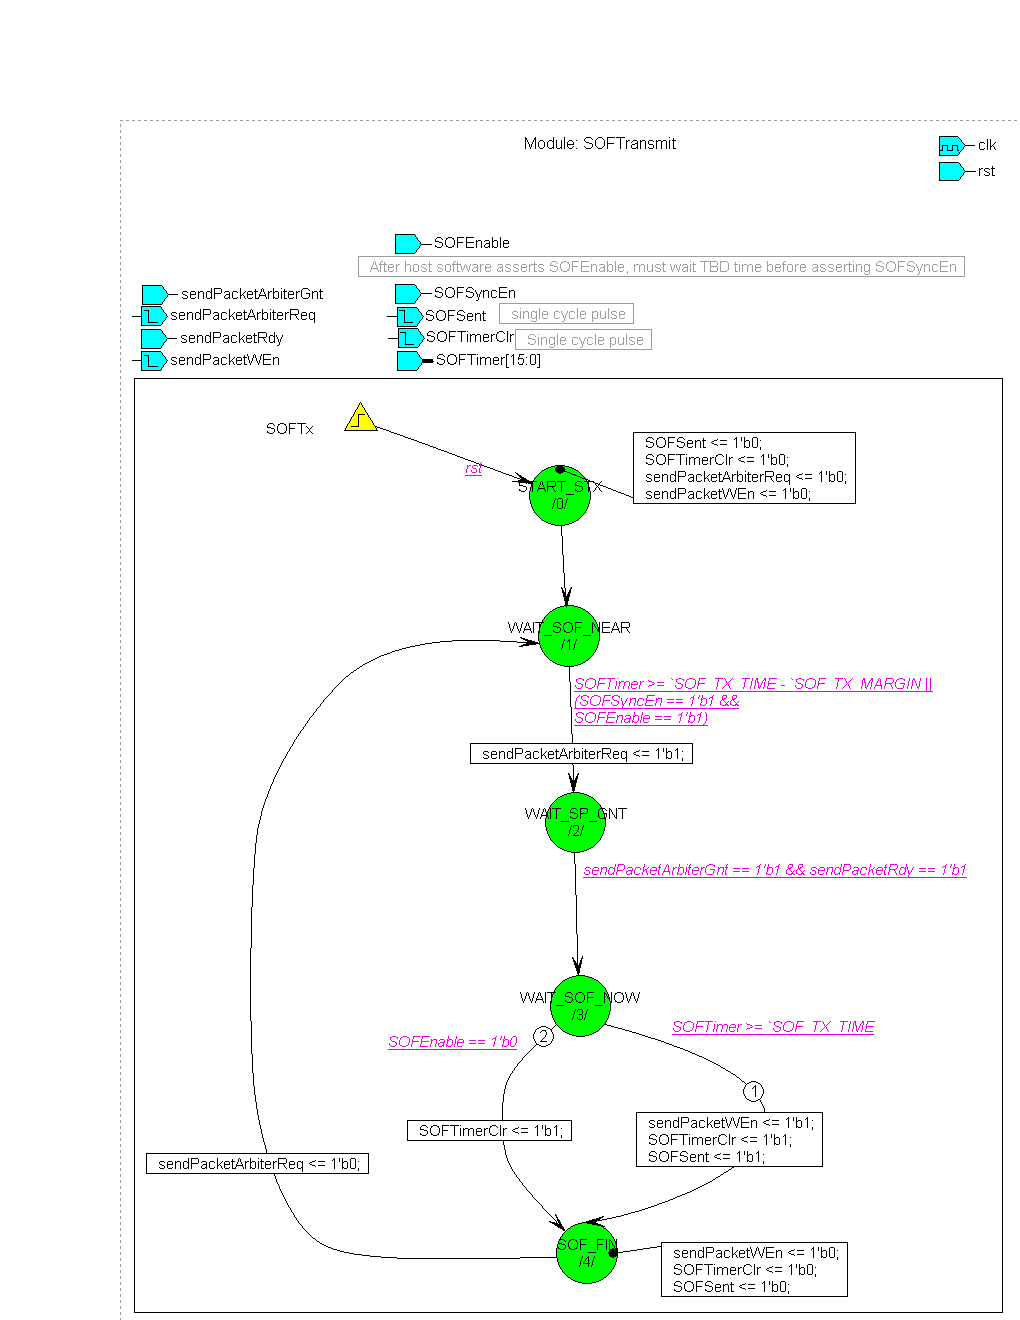 Module: SOFTransmit
clk
rst
SOFEnable
After host software asserts SOFEnable, must wait TBD time before asserting SOFSyncEn
sendPacketArbiterGnt
SOFSyncEn
sendPacketArbiterReq
SOFSent
single cycle pulse
sendPacketRdy
SOFTimerClr
Single cycle pulse
sendPacketWEn
SOFTimer[15:0]
SOFTx
rst
SOFSent <= 1'b0;
SOFTimerClr <= 1'b0;
sendPacketArbiterReq <= 1'b0;
sendPacketWEn <= 1'b0;
START_STX
/0/
WAIT_SOF_NEAR
/1/
SOFTimer >= `SOF_TX_TIME - `SOF_TX_MARGIN ||
(SOFSyncEn == 1'b1 &&
SOFEnable == 1'b1)
sendPacketArbiterReq <= 1'b1;
WAIT_SP_GNT
/2/
sendPacketArbiterGnt == 1'b1 && sendPacketRdy == 1'b1
WAIT_SOF_NOW
/3/
SOFTimer >= `SOF_TX_TIME
SOFEnable == 1'b0
2
1
SOFTimerClr <= 1'b1;
sendPacketWEn <= 1'b1;
SOFTimerClr <= 1'b1;
SOFSent <= 1'b1;
sendPacketArbiterReq <= 1'b0;
SOF_FIN
/4/
sendPacketWEn <= 1'b0;
SOFTimerClr <= 1'b0;
SOFSent <= 1'b0;